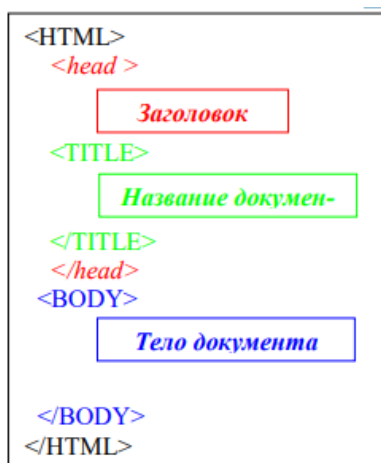 <HTML>
<head >
Заголовок
<TITLE>
Название докумен-
</TITLE>
</head>
<BODY>
Тело документа
</BODY>
</HTML>